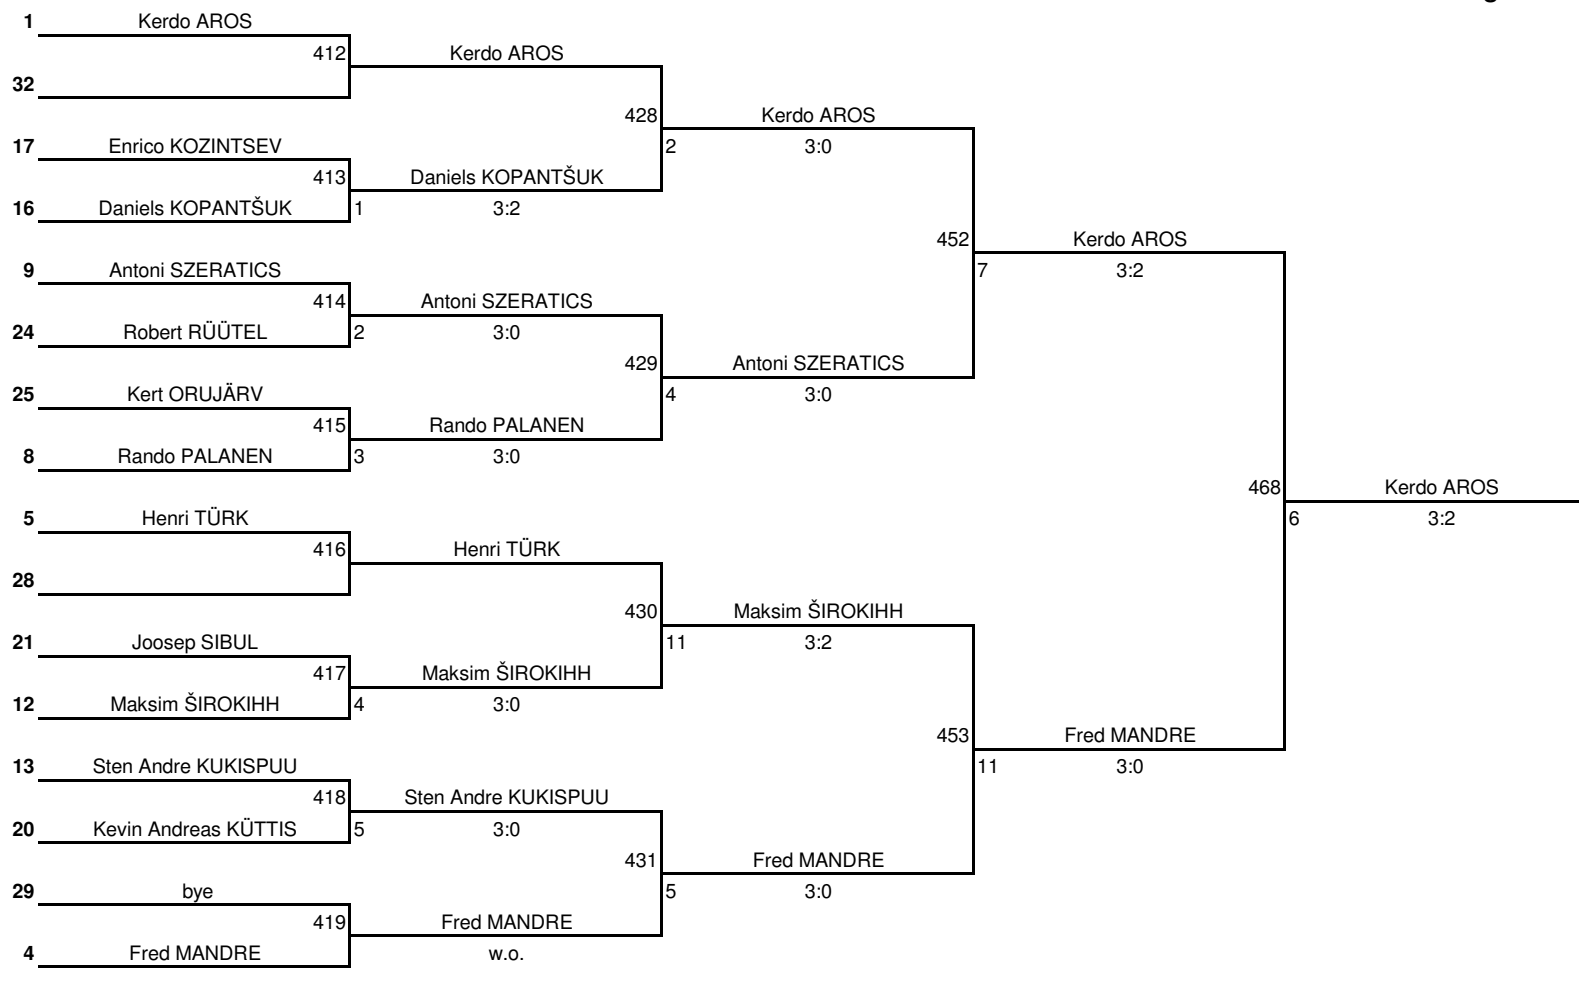 1 Kerdo AROS
412 Kerdo AROS
32
428 Kerdo AROS
17 Enrico KOZINTSEV 2 3:0
413 Daniels KOPANTŠUK
16 Daniels KOPANTŠUK 1 3:2
452 Kerdo AROS
9 Antoni SZERATICS 7 3:2
414 Antoni SZERATICS
24 Robert RÜÜTEL 2 3:0
429 Antoni SZERATICS
25 Kert ORUJÄRV 4 3:0
415 Rando PALANEN
8 Rando PALANEN 3 3:0
468 Kerdo AROS
5 Henri TÜRK 6 3:2
416 Henri TÜRK
28
430 Maksim ŠIROKIHH
21 Joosep SIBUL 11 3:2
417 Maksim ŠIROKIHH
12 Maksim ŠIROKIHH 4 3:0
453 Fred MANDRE
13 Sten Andre KUKISPUU 11 3:0
418 Sten Andre KUKISPUU
20 Kevin Andreas KÜTTIS 5 3:0
431 Fred MANDRE
29 bye 5 3:0
419 Fred MANDRE
4 Fred MANDRE w.o.